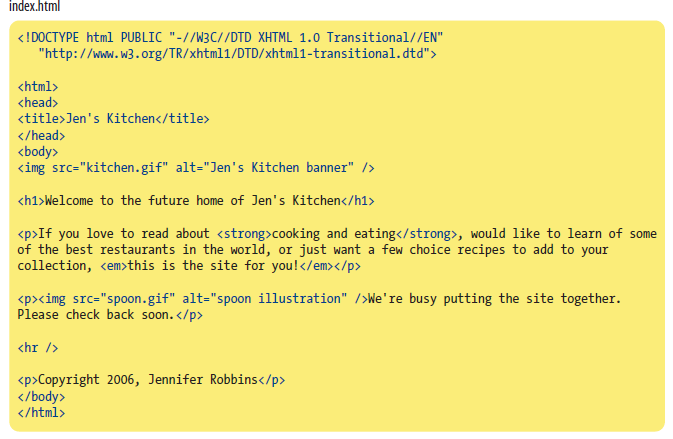 index.html
<!DOCTYPE html PUBLIC "-//W3C//DTD XHTML 1.0 Transitional//EN"
"http://www.w3.org/TR/xhtml1/DTD/xhtml1-transitional.dtd">
<html>
<head>
<title>Jen's Kitchen</title>
</head>
<body>
<img src="kitchen.gif" alt="Jen's Kitchen banner" />
<h1>Welcome to the future home of Jen's Kitchen</h1>
<p>If you love to read about <strong>cooking and eating</strong>, would like to learn of some
of the best restaurants in the world, or just want a few choice recipes to add to your
collection, <em>this is the site for you!</em></p>
<p><img src="spoon.gif" alt="spoon illustration" />We're busy putting the site together.
Please check back soon.</p>
<hr />
<p>Copyright 2006, Jennifer Robbins</p>
</body>
</html>